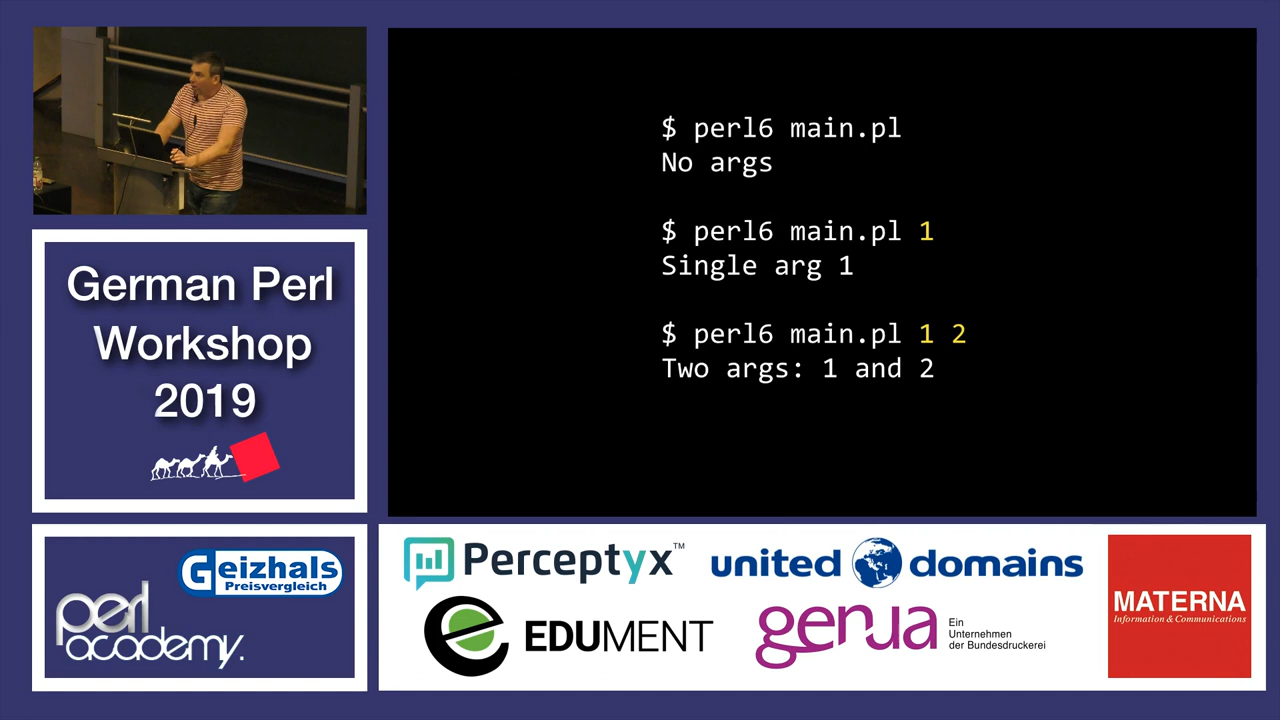 $ perl6 main.pl
No args
$ perl6 main.pl 1
Single arg 1
$ perl6 main.pl 1 2
Two args: 1 and 2
German Perl
Workshop
2019
Geizhals
Preisvergleich
perl
academy.
Perceptyx™
united domains
EDUMENT
genua
Ein
Unternehmen
der Bundesdruckerei
MATERNA
Information & Communications